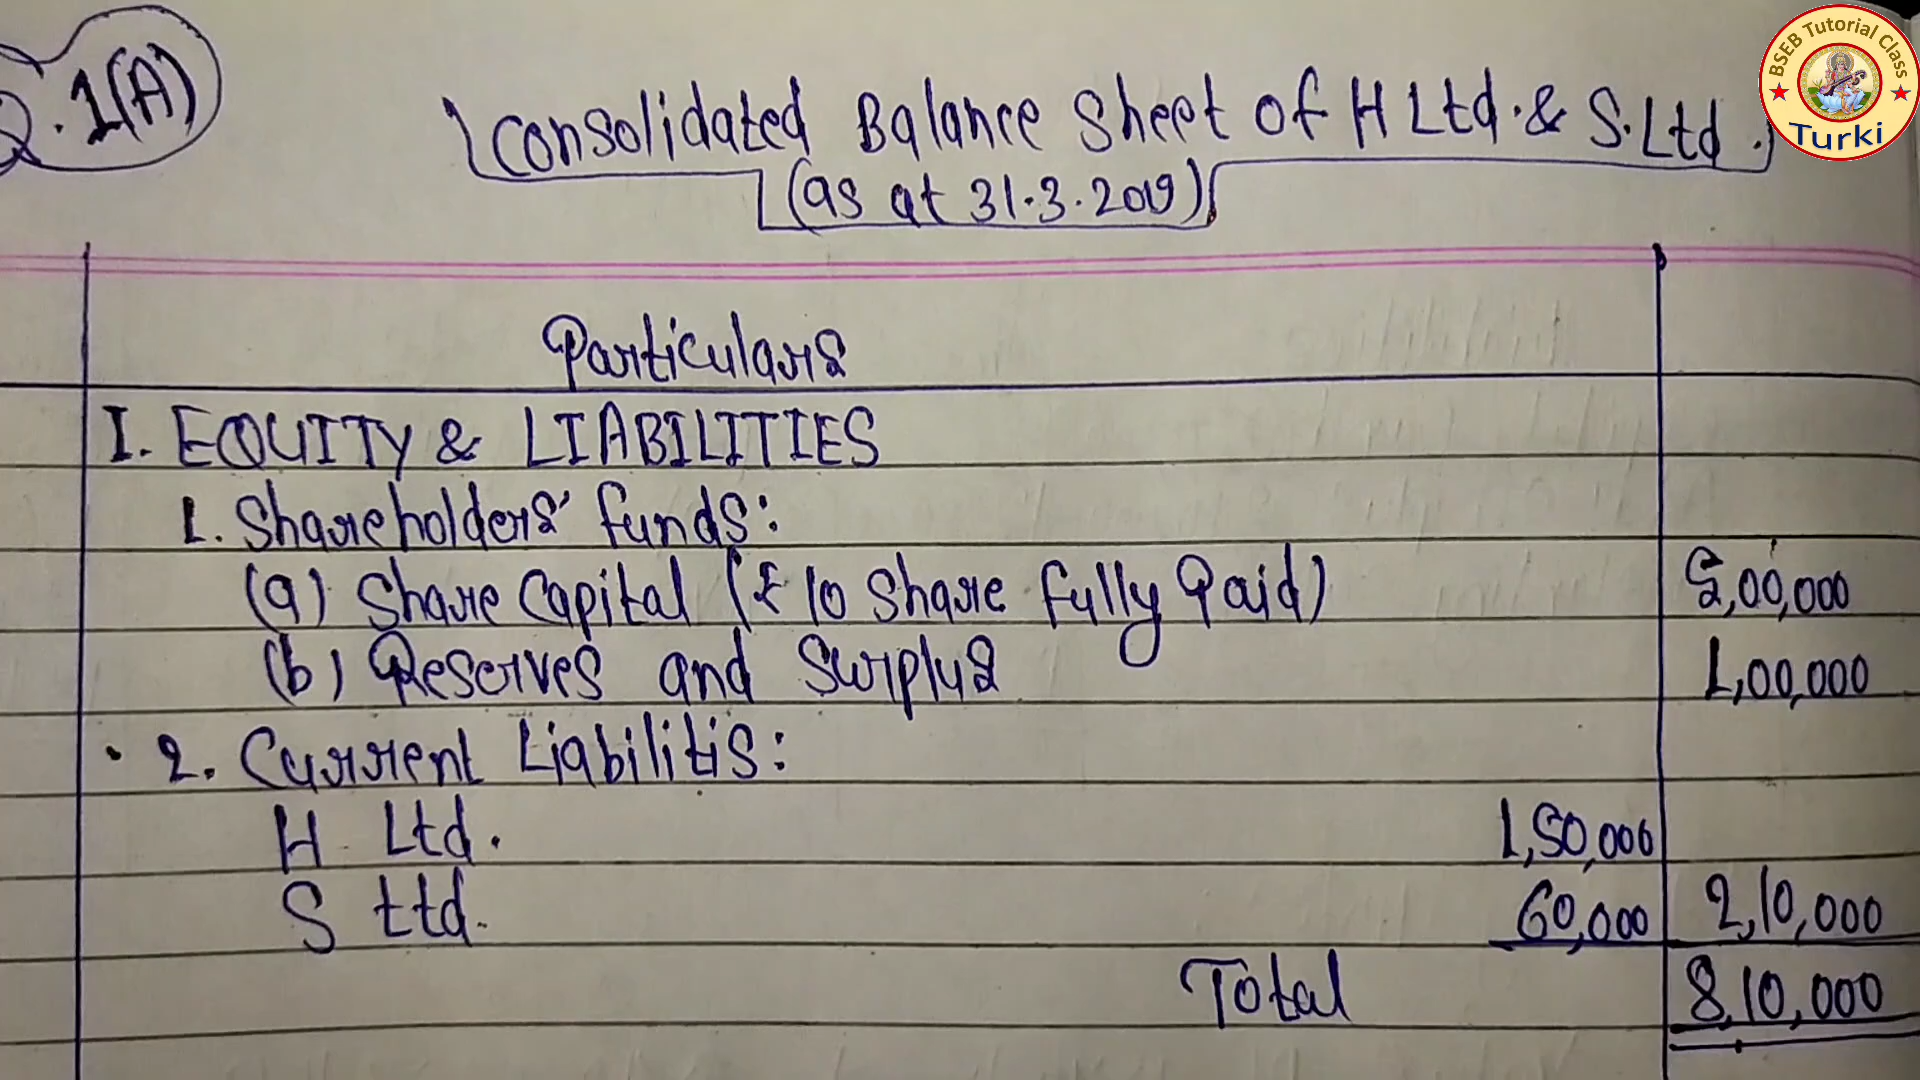 Q.1(A)
Consolidated Balance Sheet of H Ltd. & S. Ltd.
(as at 31.3.2019)
BSEB Tutorial Class
Turki
Particulars
I. EQUITY & LIABILITIES
1. Shareholders' funds:
(a) Share Capital (₹ 10 Share fully Paid) 5,00,000
(b) Reserves and Surplus 1,00,000
2. Current Liabilitis:
H Ltd. 1,50,000
S Ltd. 60,000 2,10,000
Total 8,10,000